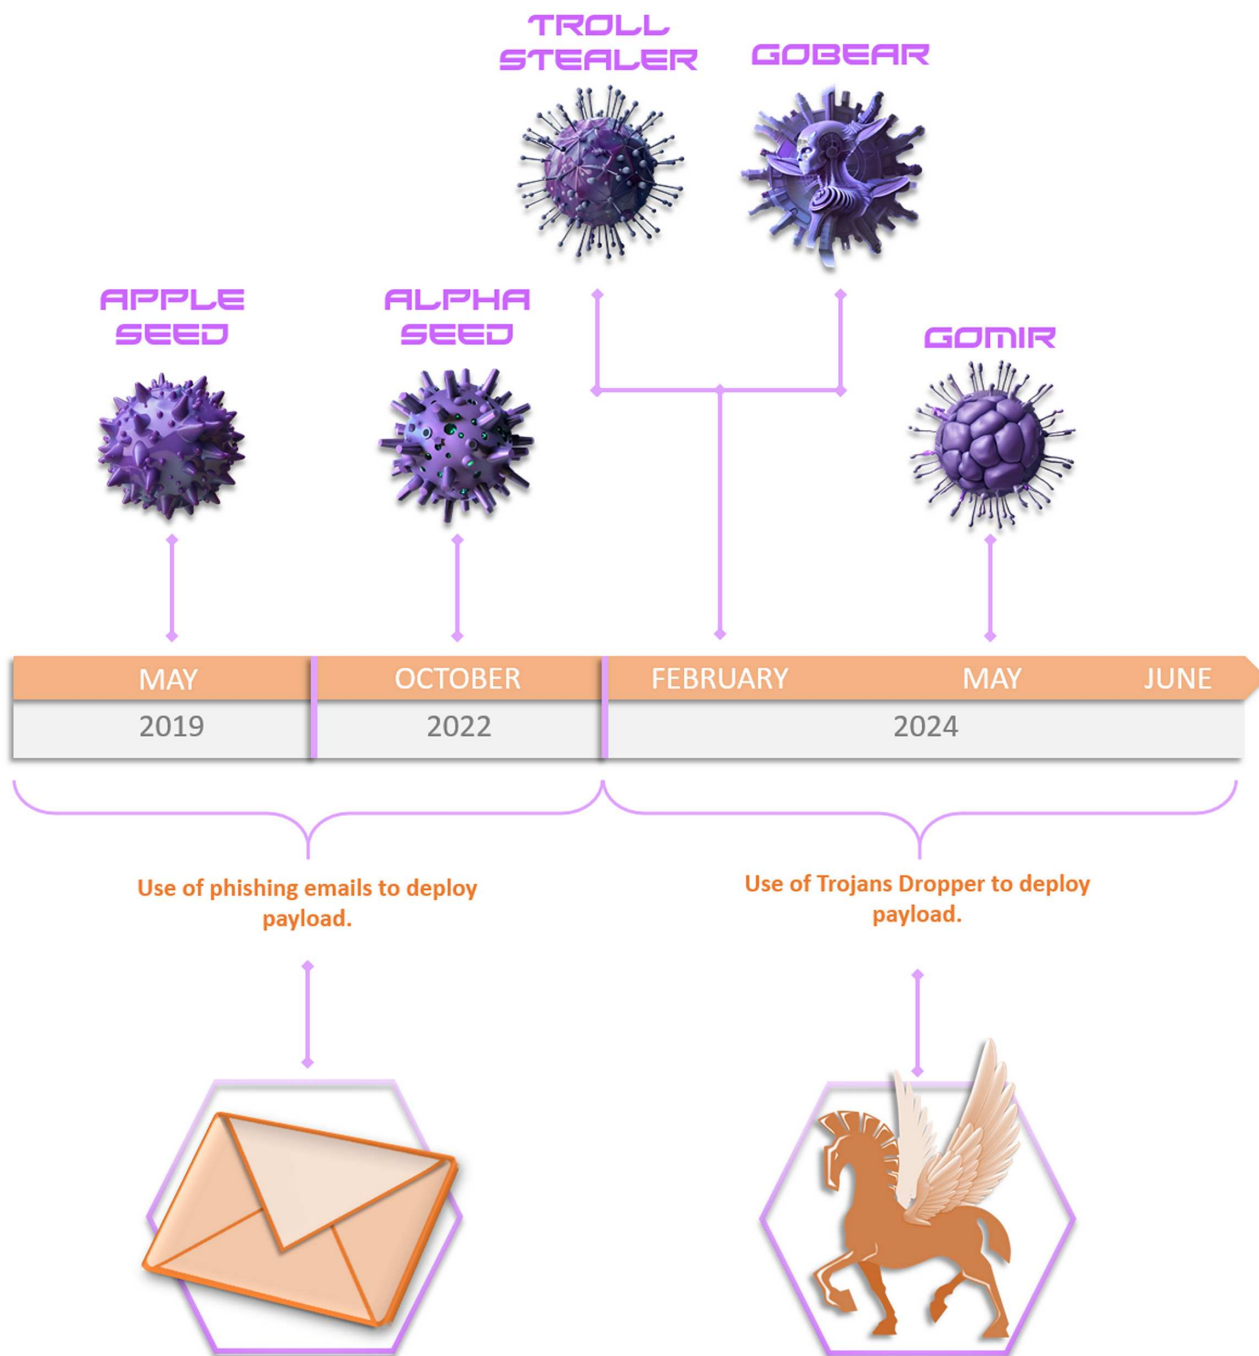 TROLL
STEALER
GOBEAR
APPLE
SEED
ALPHA
SEED
GOMIR
MAY
OCTOBER
FEBRUARY
MAY
JUNE
2019
2022
2024
Use of phishing emails to deploy
payload.
Use of Trojans Dropper to deploy
payload.